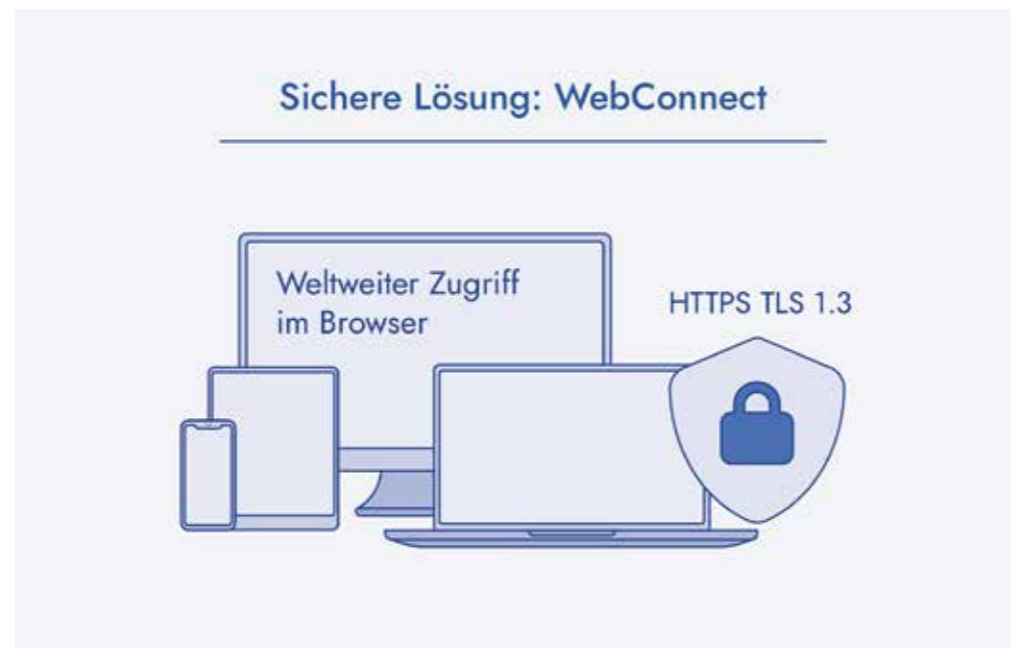 Sichere Lösung: WebConnect
Weltweiter Zugriff
im Browser
HTTPS TLS 1.3